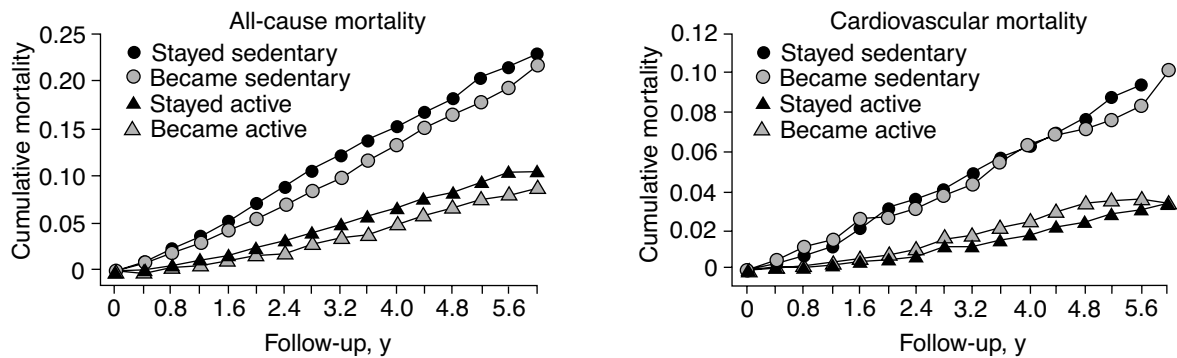 All-cause mortality
Cumulative mortality
0.25
0.20
0.15
0.10
0.05
0
Stayed sedentary
Became sedentary
Stayed active
Became active
0 0.8 1.6 2.4 3.2 4.0 4.8 5.6
Follow-up, y
Cardiovascular mortality
Cumulative mortality
0.12
0.10
0.08
0.06
0.04
0.02
0
Stayed sedentary
Became sedentary
Stayed active
Became active
0 0.8 1.6 2.4 3.2 4.0 4.8 5.6
Follow-up, y